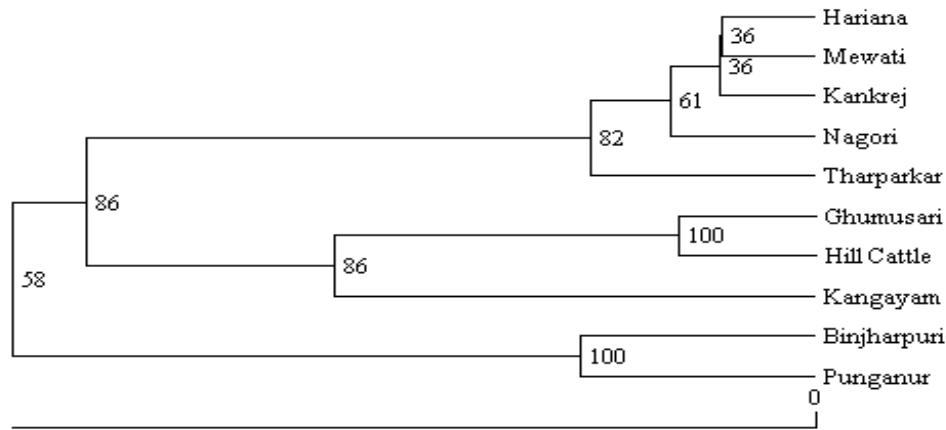 Hariana
36
Mewati
36
Kankrej
61
Nagori
82
Tharparkar
86
Ghumusari
100
Hill Cattle
86
58
Kangayam
Binjharpuri
100
Punganur
0